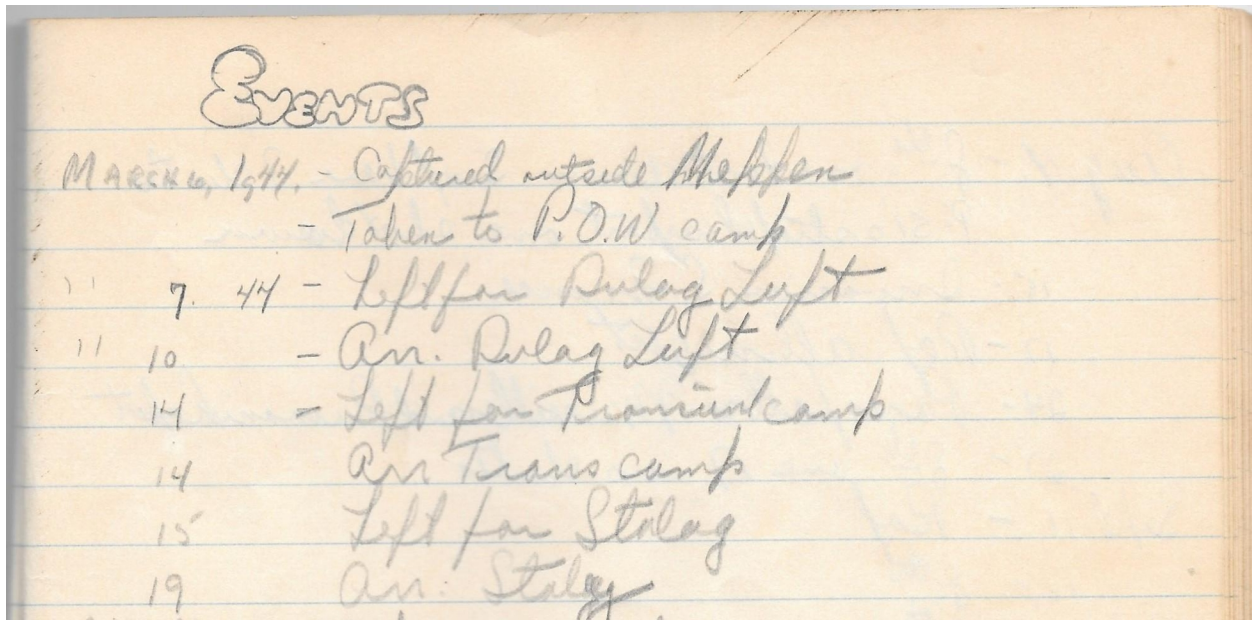 EVENTS
MARCH 6, 1944. - Captured outside Meppen
- Taken to P.O.W camp
" 7. 44 - Left for Dulag Luft
" 10 - Arr. Dulag Luft
14 - Left for camp
14 Arr Trans camp
15 Left for Stalag
19 Arr. Stalag